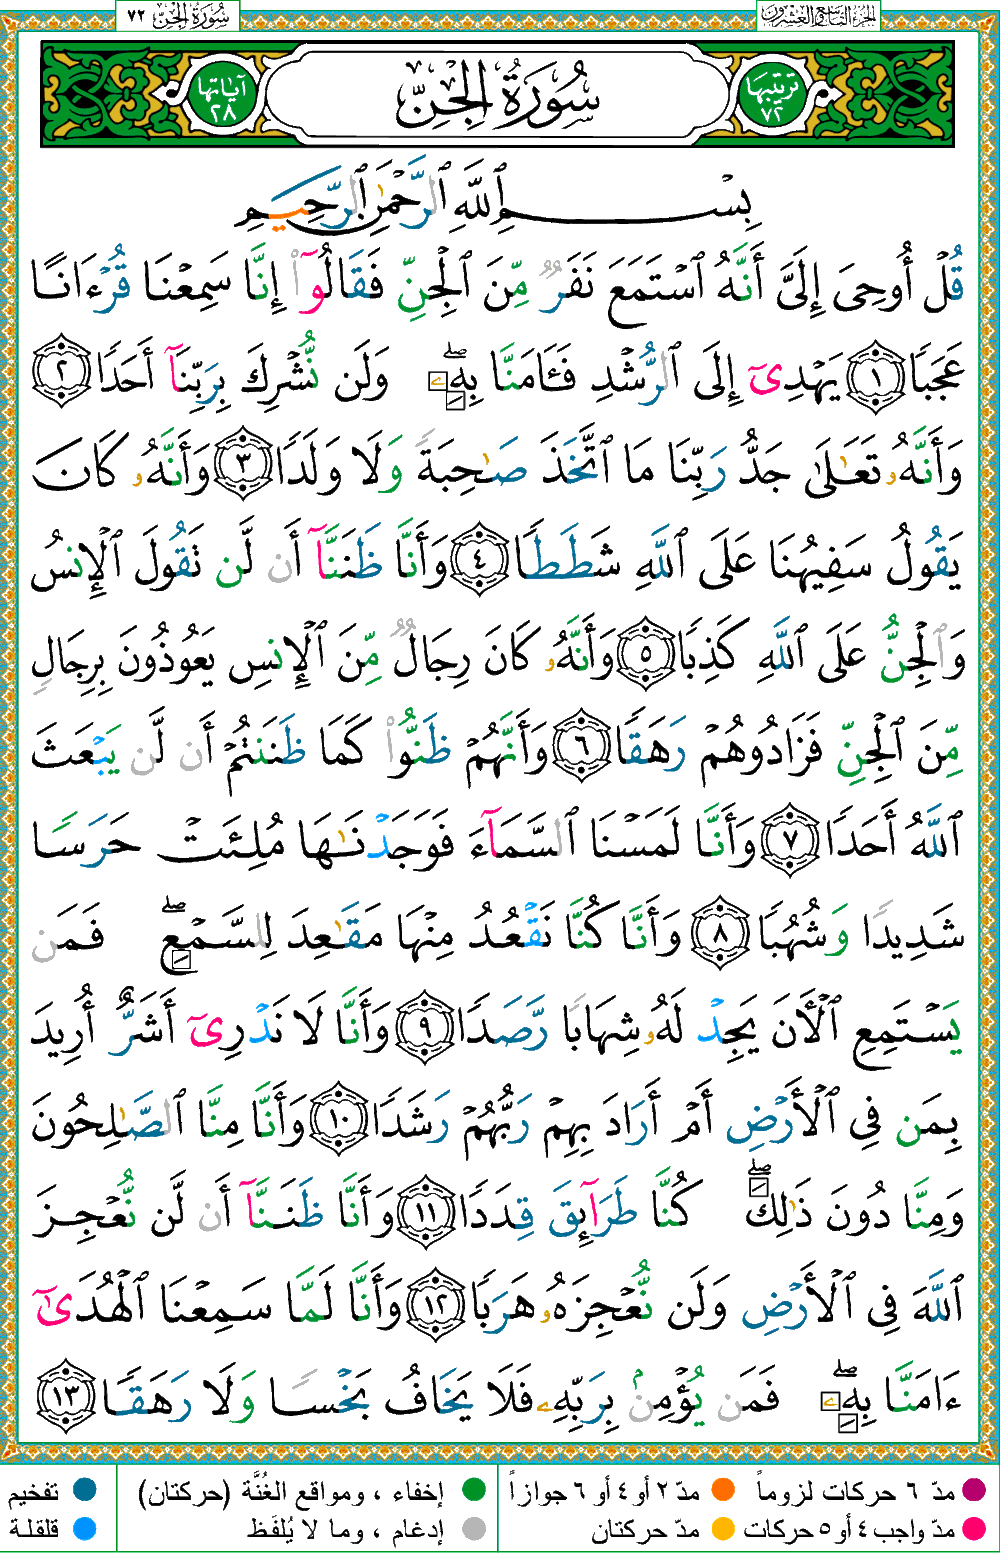 الجزء التاسع والعشرون سُورَةُ الجِنّ ٧٢
ترتيبها ٧٢ سُورَةُ الجِنِّ آياتها ٢٨
بِسْمِ ٱللَّهِ ٱلرَّحْمَٰنِ ٱلرَّحِيمِ
قُلْ أُوحِىَ إِلَىَّ أَنَّهُ ٱسْتَمَعَ نَفَرٌ مِّنَ ٱلْجِنِّ فَقَالُوٓا۟ إِنَّا سَمِعْنَا قُرْءَانًا
عَجَبًا ١ يَهْدِىٓ إِلَى ٱلرُّشْدِ فَـَٔامَنَّا بِهِۦ ۖ وَلَن نُّشْرِكَ بِرَبِّنَآ أَحَدًا ٢
وَأَنَّهُۥ تَعَٰلَىٰ جَدُّ رَبِّنَا مَا ٱتَّخَذَ صَٰحِبَةً وَلَا وَلَدًا ٣ وَأَنَّهُۥ كَانَ
يَقُولُ سَفِيهُنَا عَلَى ٱللَّهِ شَطَطًا ٤ وَأَنَّا ظَنَنَّآ أَن لَّن تَقُولَ ٱلْإِنسُ
وَٱلْجِنُّ عَلَى ٱللَّهِ كَذِبًا ٥ وَأَنَّهُۥ كَانَ رِجَالٌ مِّنَ ٱلْإِنسِ يَعُوذُونَ بِرِجَالٍ
مِّنَ ٱلْجِنِّ فَزَادُوهُمْ رَهَقًا ٦ وَأَنَّهُمْ ظَنُّوا۟ كَمَا ظَنَنتُمْ أَن لَّن يَبْعَثَ
ٱللَّهُ أَحَدًا ٧ وَأَنَّا لَمَسْنَا ٱلسَّمَآءَ فَوَجَدْنَٰهَا مُلِئَتْ حَرَسًا
شَدِيدًا وَشُهُبًا ٨ وَأَنَّا كُنَّا نَقْعُدُ مِنْهَا مَقَٰعِدَ لِلسَّمْعِ ۖ فَمَن
يَسْتَمِعِ ٱلْـَٔانَ يَجِدْ لَهُۥ شِهَابًا رَّصَدًا ٩ وَأَنَّا لَا نَدْرِىٓ أَشَرٌّ أُرِيدَ
بِمَن فِى ٱلْأَرْضِ أَمْ أَرَادَ بِهِمْ رَبُّهُمْ رَشَدًا ١٠ وَأَنَّا مِنَّا ٱلصَّٰلِحُونَ
وَمِنَّا دُونَ ذَٰلِكَ ۖ كُنَّا طَرَآئِقَ قِدَدًا ١١ وَأَنَّا ظَنَنَّآ أَن لَّن نُّعْجِزَ
ٱللَّهَ فِى ٱلْأَرْضِ وَلَن نُّعْجِزَهُۥ هَرَبًا ١٢ وَأَنَّا لَمَّا سَمِعْنَا ٱلْهُدَىٰٓ
ءَامَنَّا بِهِۦ ۖ فَمَن يُؤْمِنۢ بِرَبِّهِۦ فَلَا يَخَافُ بَخْسًا وَلَا رَهَقًا ١٣
مدّ ٦ حركات لزوماً مدّ ٢ أو ٤ أو ٦ جوازاً إخفاء ، ومواقع الغُنَّة (حركتان) تفخيم
مدّ واجب ٤ أو ٥ حركات مدّ حركتان إدغام ، وما لا يُلفَظ قلقلة